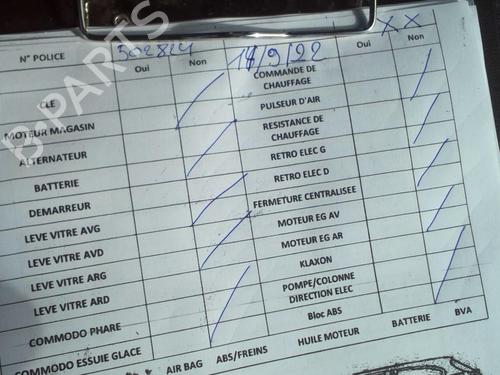 N° POLICE
Oui
Non
14/9/22
Oui
XX
Non
CLE
MOTEUR MAGASIN
ALTERNATEUR
BATTERIE
DEMARREUR
LEVE VITRE AVG
LEVE VITRE AVD
LEVE VITRE ARG
LEVE VITRE ARD
COMMODO PHARE
COMMODO ESSUIE GLACE
COMMANDE DE
CHAUFFAGE
PULSEUR D'AIR
RESISTANCE DE
CHAUFFAGE
RETRO ELEC G
RETRO ELEC D
FERMETURE CENTRALISEE
MOTEUR EG AV
MOTEUR EG AR
KLAXON
POMPE/COLONNE
DIRECTION ELEC
Bloc ABS
AIR BAG ABS/FREINS HUILE MOTEUR BATTERIE BVA
B-PARTS